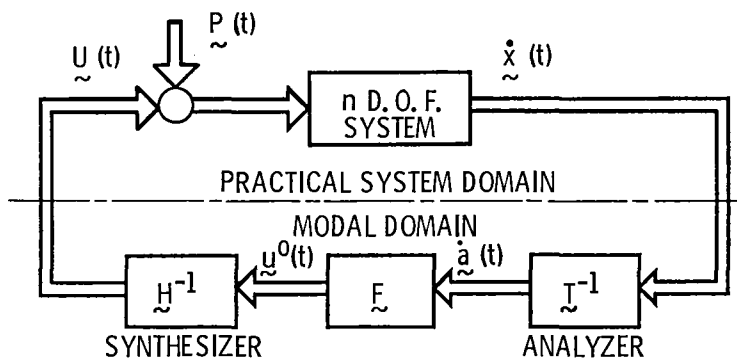 P (t)
U (t)
ẋ (t)
n D. O. F.
SYSTEM
PRACTICAL SYSTEM DOMAIN
MODAL DOMAIN
u⁰(t)
ȧ (t)
H⁻¹
F
T⁻¹
SYNTHESIZER
ANALYZER